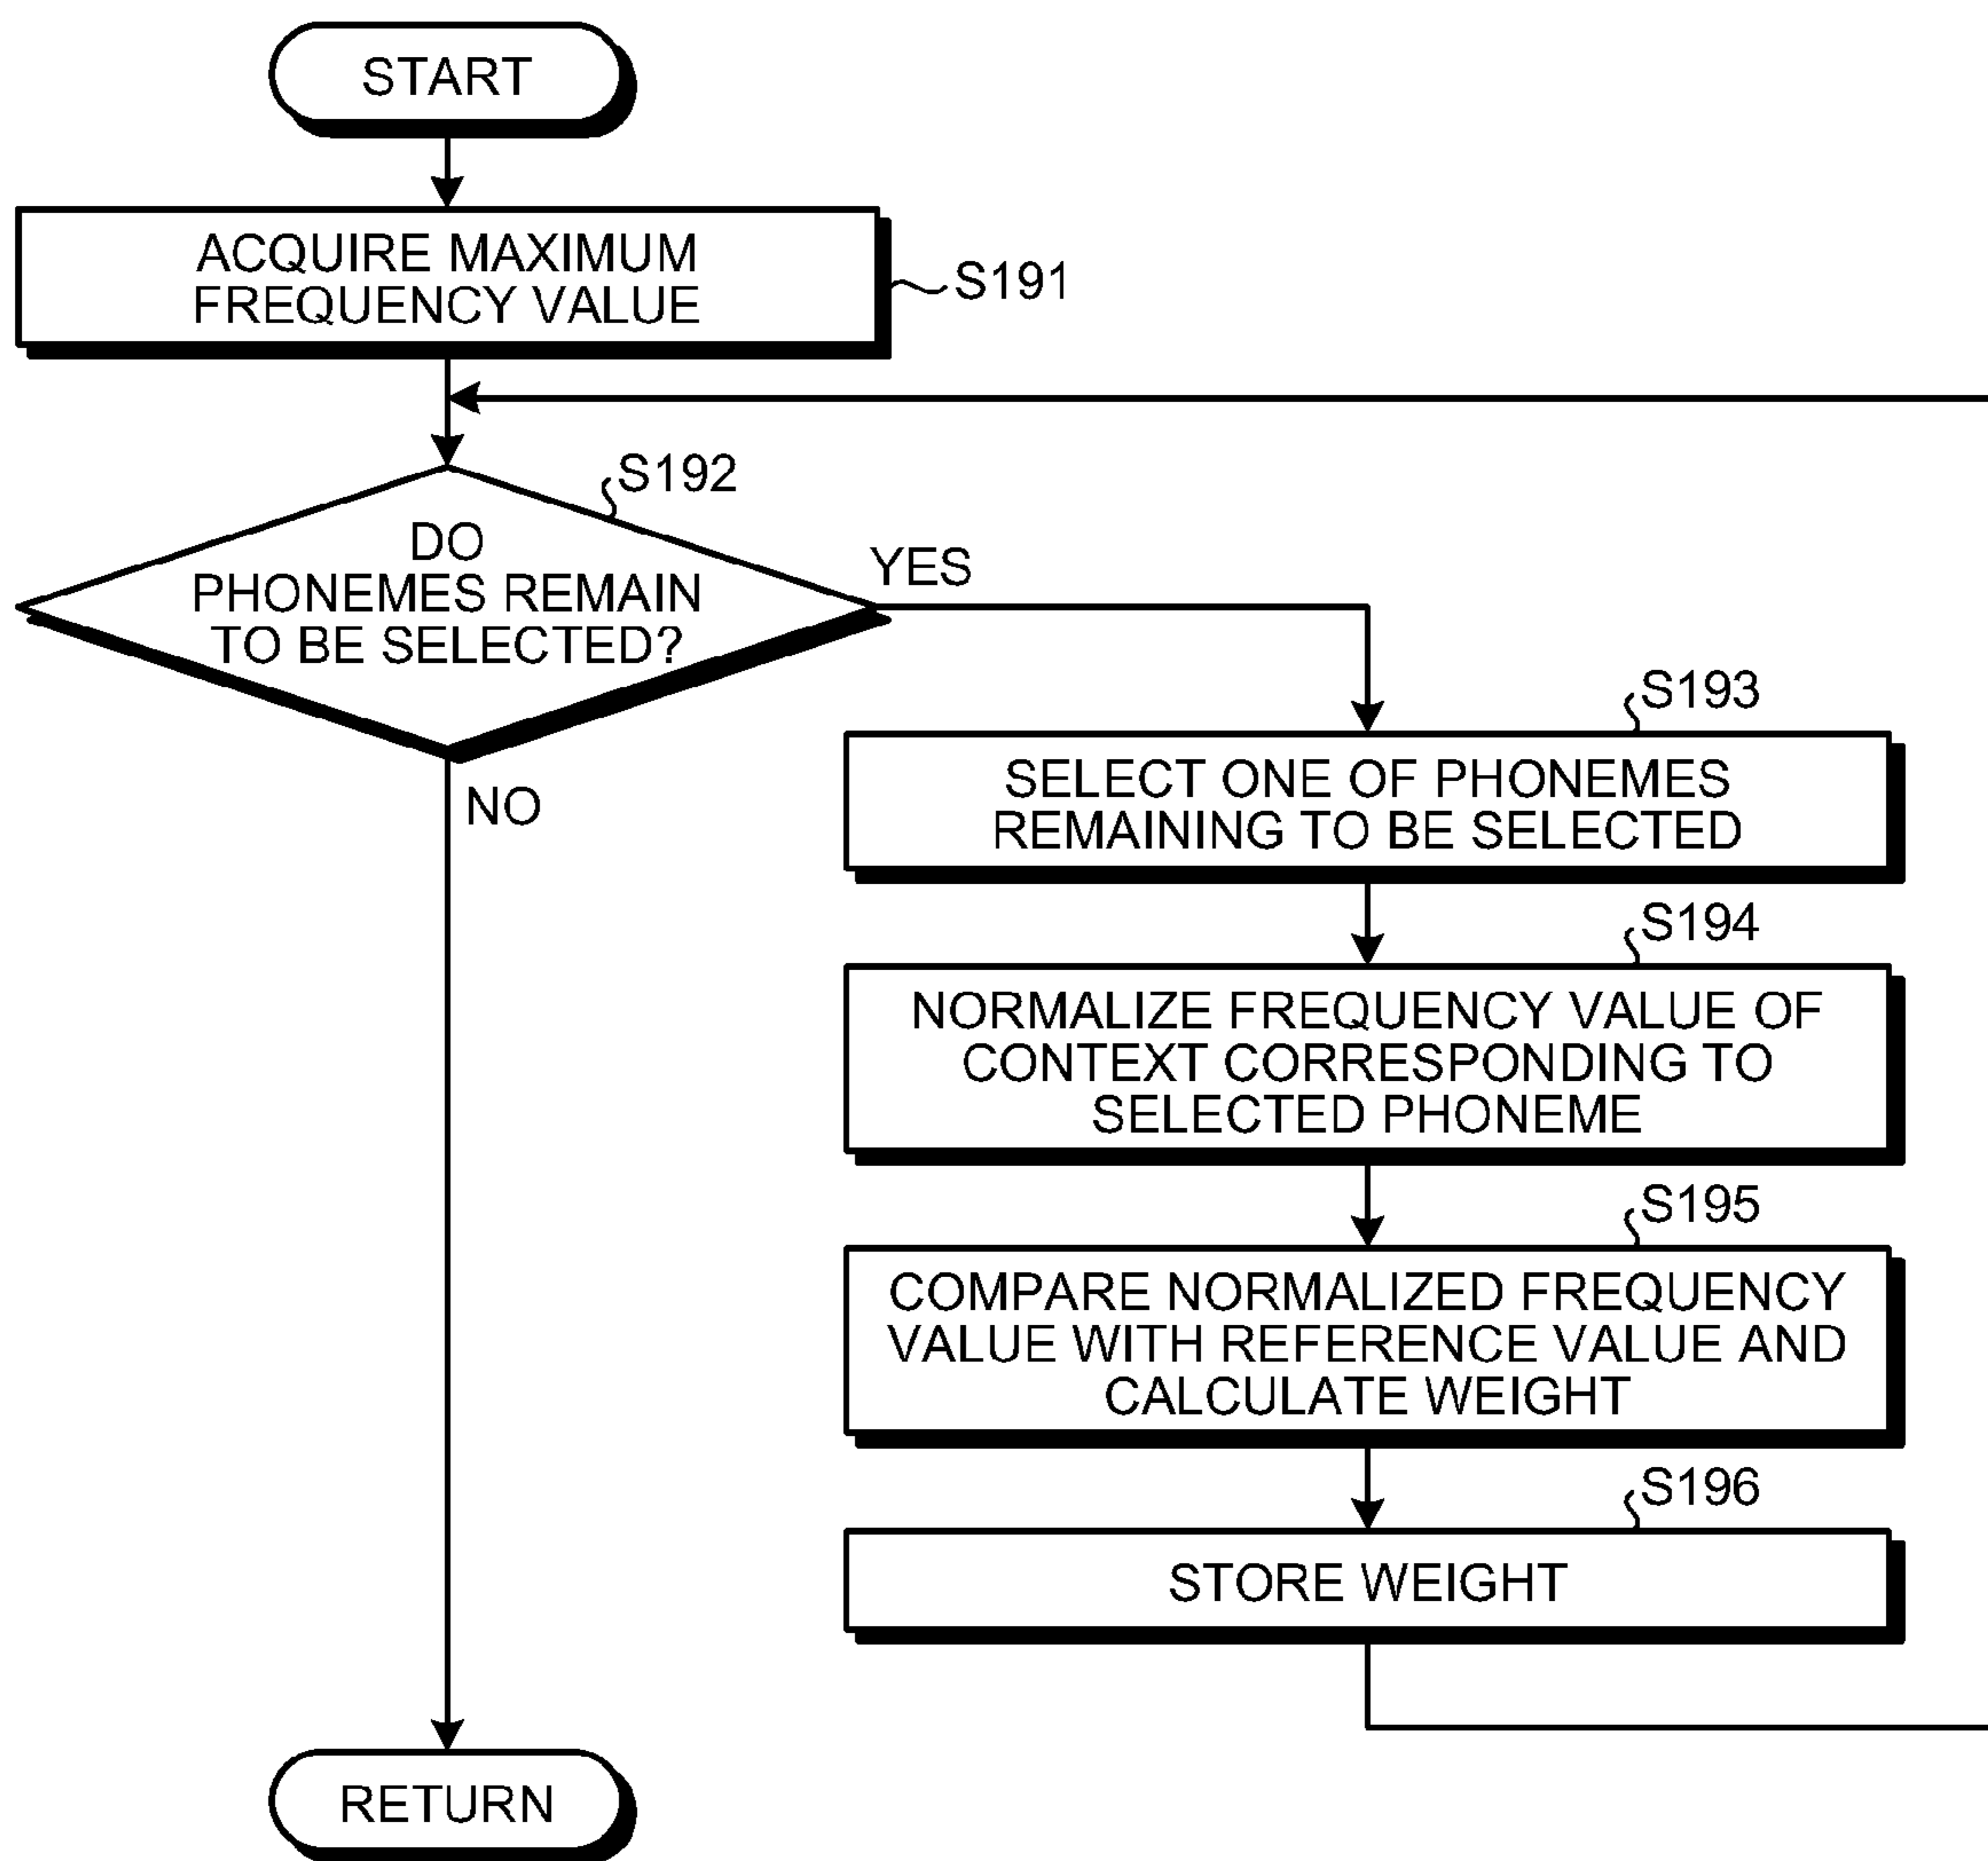 START
ACQUIRE MAXIMUM
FREQUENCY VALUE
S191
S192
DO
PHONEMES REMAIN
TO BE SELECTED?
YES
NO
S193
SELECT ONE OF PHONEMES
REMAINING TO BE SELECTED
S194
NORMALIZE FREQUENCY VALUE OF
CONTEXT CORRESPONDING TO
SELECTED PHONEME
S195
COMPARE NORMALIZED FREQUENCY
VALUE WITH REFERENCE VALUE AND
CALCULATE WEIGHT
S196
STORE WEIGHT
RETURN